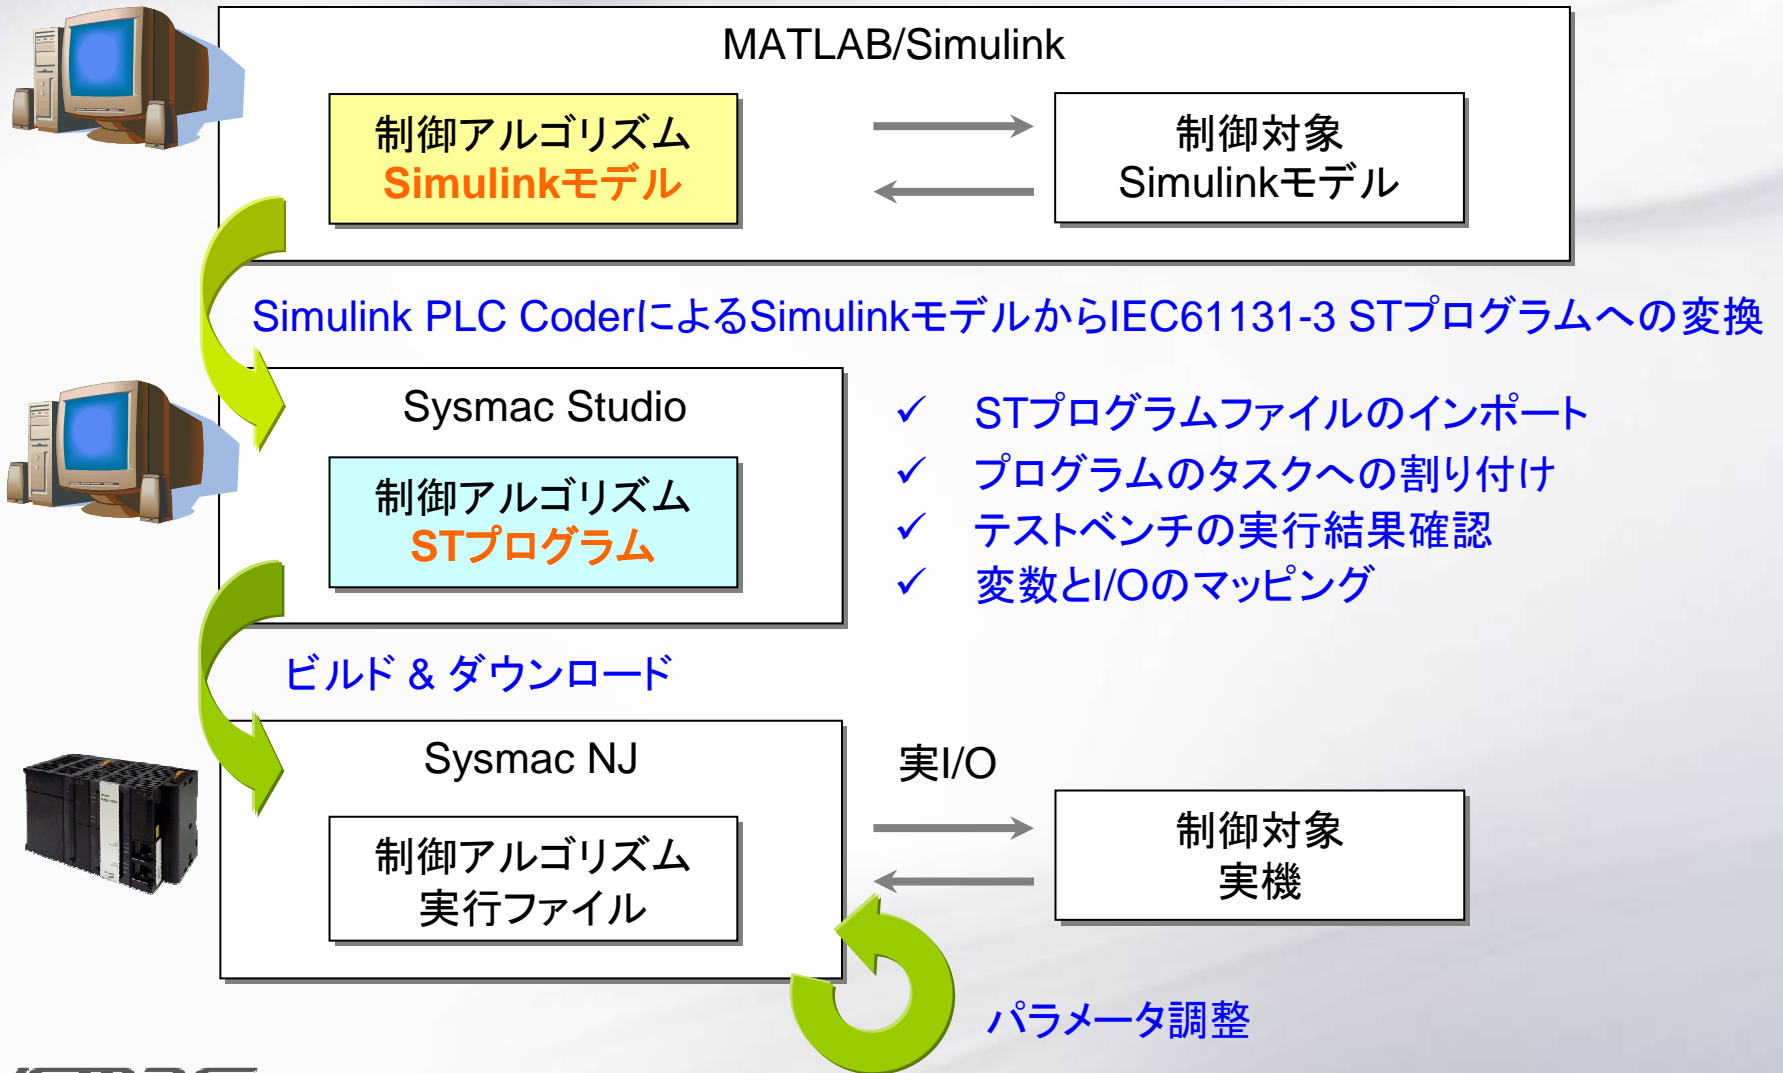 MATLAB/Simulink
制御アルゴリズム
Simulinkモデル
制御対象
Simulinkモデル
Simulink PLC CoderによるSimulinkモデルからIEC61131-3 STプログラムへの変換
Sysmac Studio
制御アルゴリズム
STプログラム
✓ STプログラムファイルのインポート
✓ プログラムのタスクへの割り付け
✓ テストベンチの実行結果確認
✓ 変数とI/Oのマッピング
ビルド & ダウンロード
Sysmac NJ
制御アルゴリズム
実行ファイル
実I/O
制御対象
実機
パラメータ調整